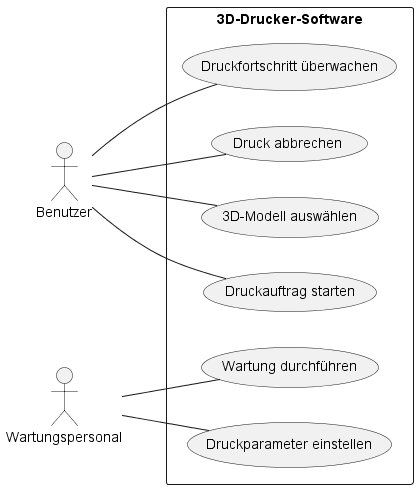 3D-Drucker-Software
Druckfortschritt überwachen
Druck abbrechen
3D-Modell auswählen
Benutzer
Druckauftrag starten
Wartung durchführen
Wartungspersonal
Druckparameter einstellen